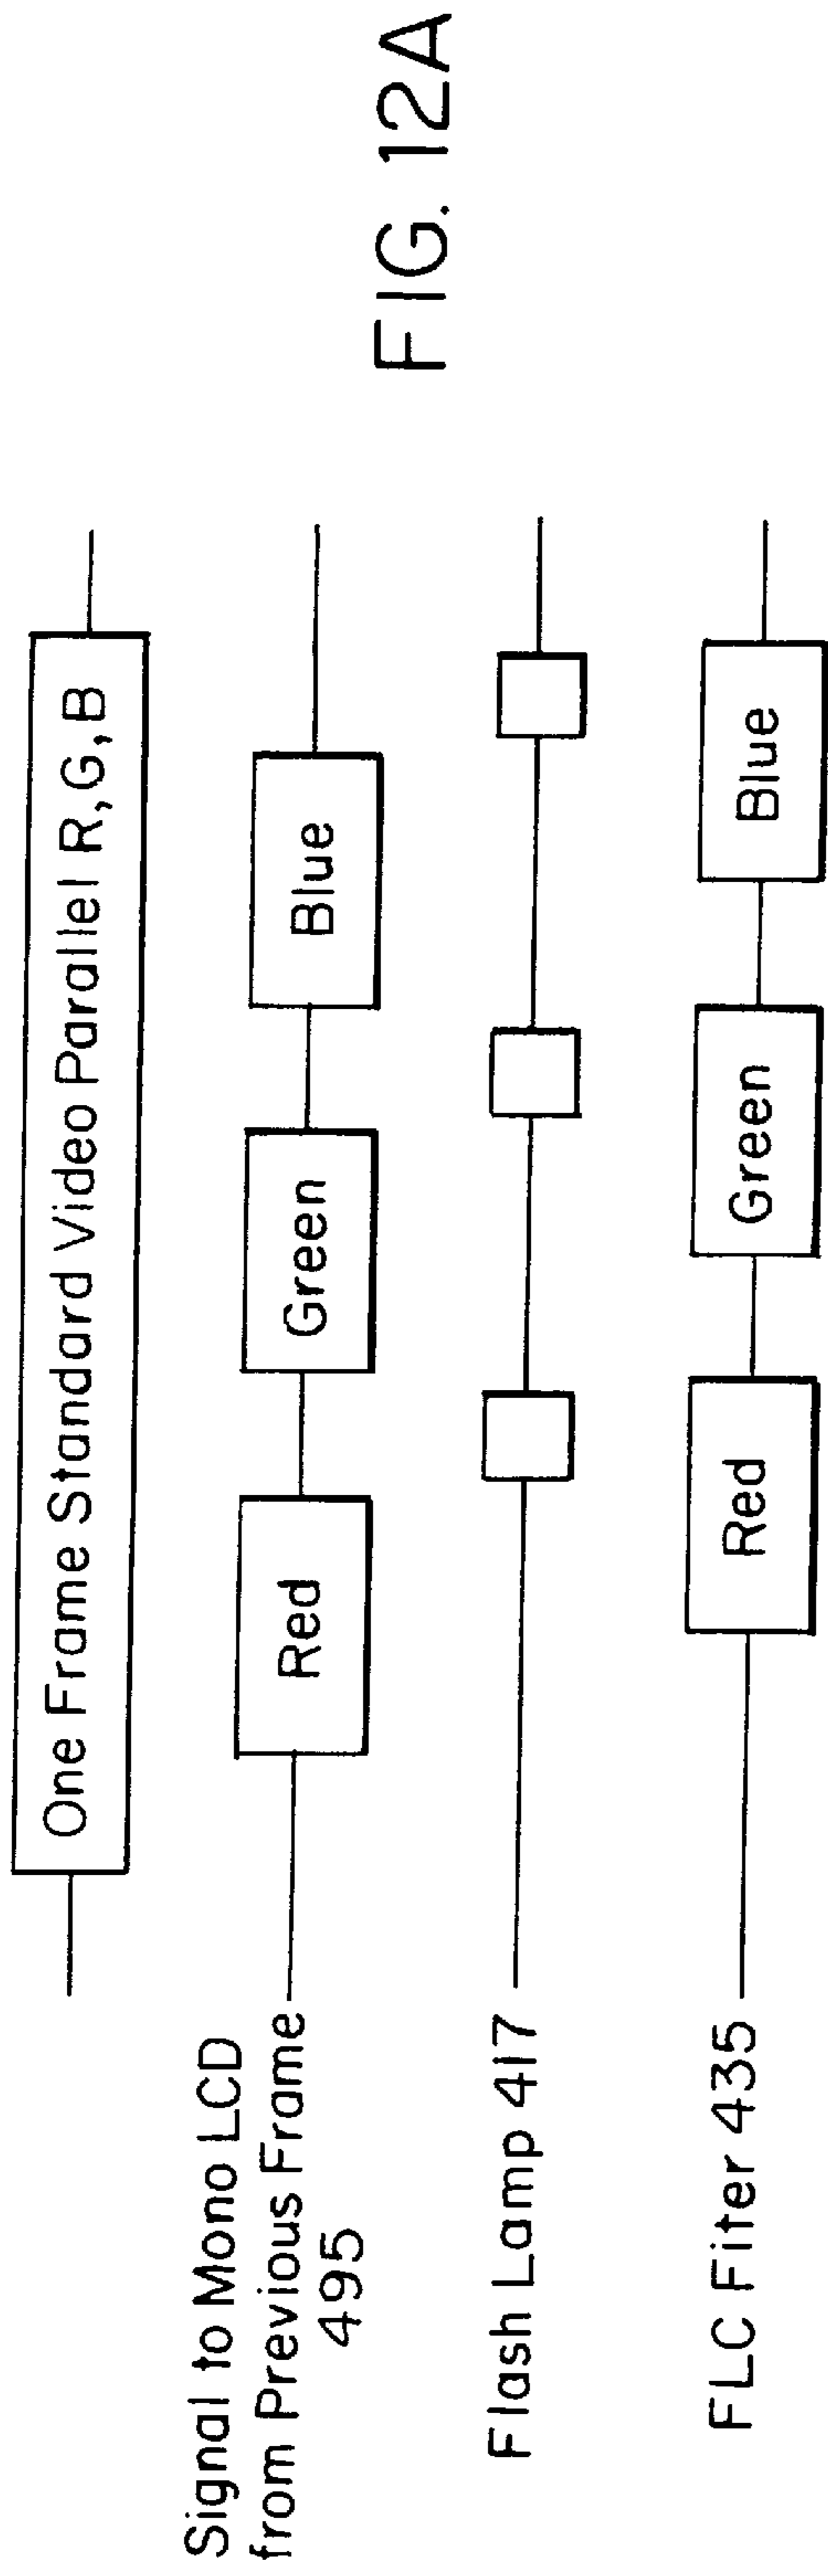 One Frame Standard Video Parallel R,G,B
Signal to Mono LCD
from Previous Frame
495
Red
Green
Blue
Flash Lamp 417
FLC Fiter 435
Red
Green
Blue
FIG. 12A